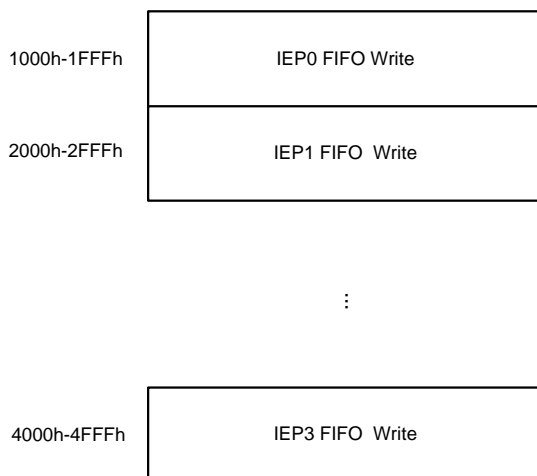 1000h-1FFFh IEP0 FIFO Write
2000h-2FFFh IEP1 FIFO Write
...
4000h-4FFFh IEP3 FIFO Write